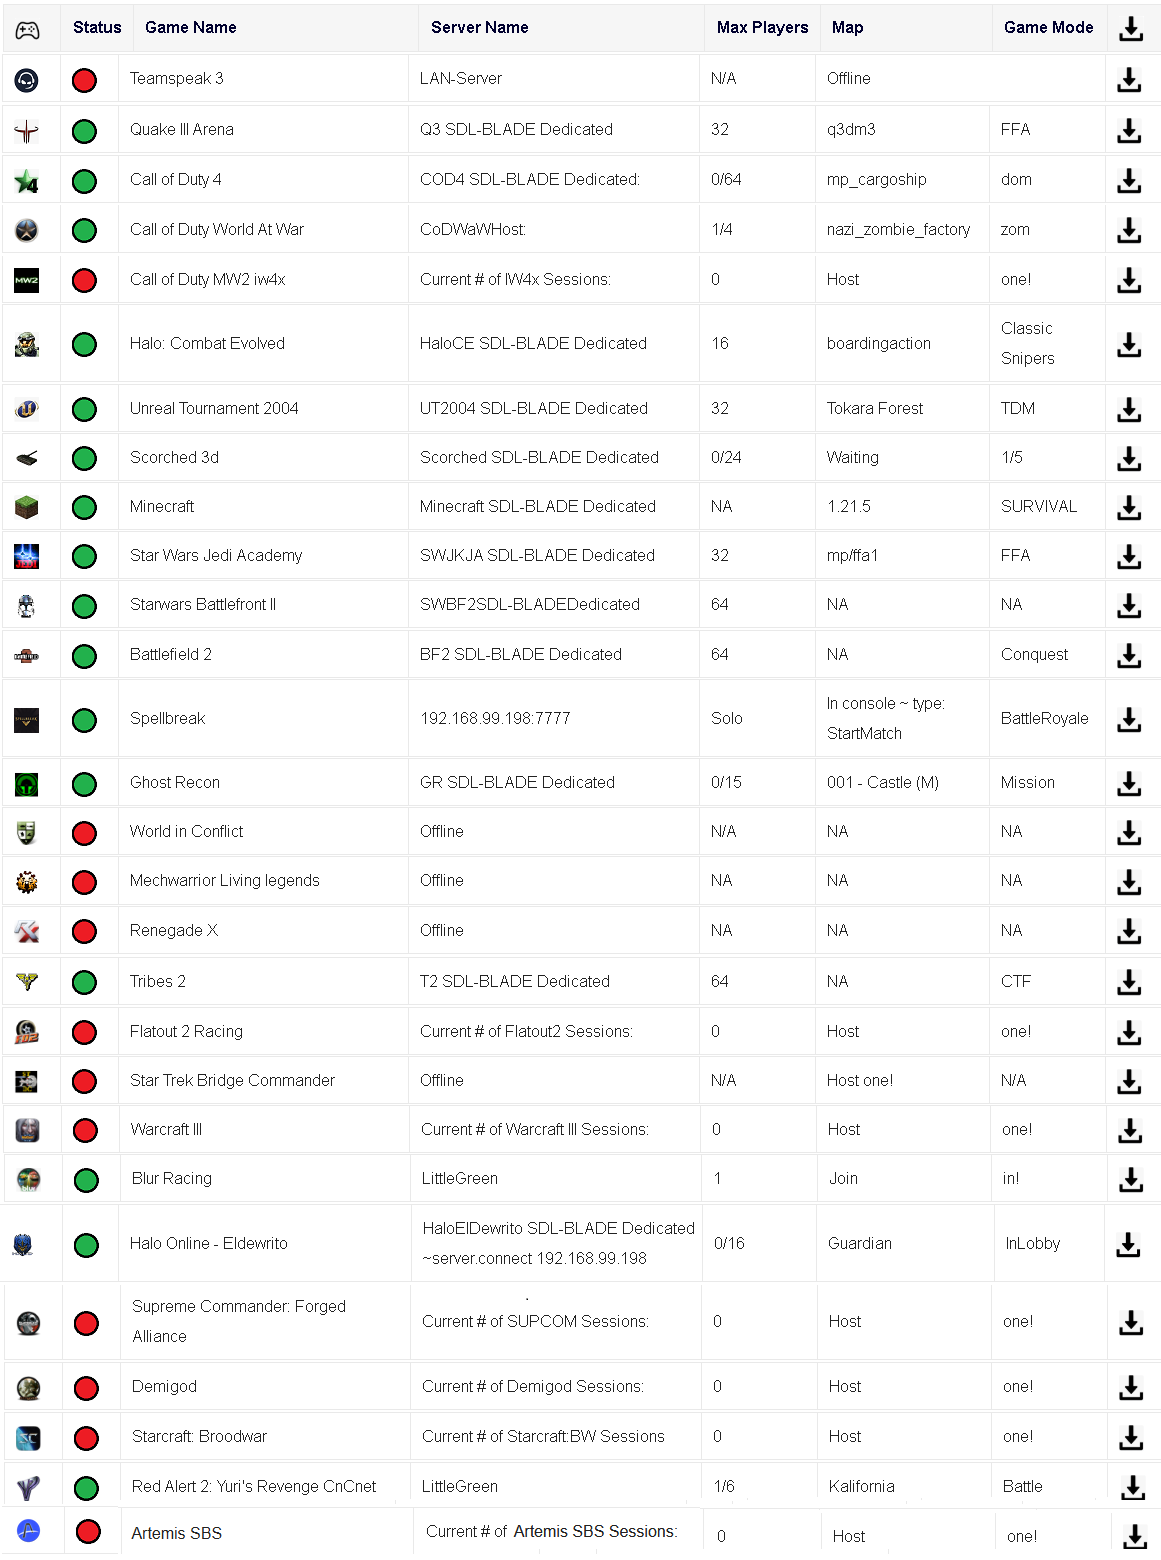 Status Game Name Server Name Max Players Map Game Mode
Teamspeak 3 LAN-Server N/A Offline
Quake III Arena Q3 SDL-BLADE Dedicated 32 q3dm3 FFA
4 Call of Duty 4 COD4 SDL-BLADE Dedicated: 0/64 mp_cargoship dom
Call of Duty World At War CoDWaWHost: 1/4 nazi_zombie_factory zom
MW2 Call of Duty MW2 iw4x Current # of IW4x Sessions: 0 Host one!
Halo: Combat Evolved HaloCE SDL-BLADE Dedicated 16 boardingaction Classic
Snipers
Unreal Tournament 2004 UT2004 SDL-BLADE Dedicated 32 Tokara Forest TDM
Scorched 3d Scorched SDL-BLADE Dedicated 0/24 Waiting 1/5
Minecraft Minecraft SDL-BLADE Dedicated NA 1.21.5 SURVIVAL
Star Wars Jedi Academy SWJKJA SDL-BLADE Dedicated 32 mp/ffa1 FFA
Starwars Battlefront II SWBF2SDL-BLADEDedicated 64 NA NA
Battlefield 2 BF2 SDL-BLADE Dedicated 64 NA Conquest
Spellbreak 192.168.99.198:7777 Solo In console ~ type:
StartMatch BattleRoyale
Ghost Recon GR SDL-BLADE Dedicated 0/15 001 - Castle (M) Mission
World in Conflict Offline N/A NA NA
Mechwarrior Living legends Offline NA NA NA
Renegade X Offline NA NA NA
Tribes 2 T2 SDL-BLADE Dedicated 64 NA CTF
Flatout 2 Racing Current # of Flatout2 Sessions: 0 Host one!
Star Trek Bridge Commander Offline N/A Host one! N/A
Warcraft III Current # of Warcraft III Sessions: 0 Host one!
Blur Racing LittleGreen 1 Join in!
Halo Online - Eldewrito HaloElDewrito SDL-BLADE Dedicated
~server.connect 192.168.99.198 0/16 Guardian InLobby
Supreme Commander: Forged
Alliance Current # of SUPCOM Sessions: 0 Host one!
Demigod Current # of Demigod Sessions: 0 Host one!
SC Starcraft: Broodwar Current # of Starcraft:BW Sessions 0 Host one!
Red Alert 2: Yuri's Revenge CnCnet LittleGreen 1/6 Kalifornia Battle
Artemis SBS Current # of Artemis SBS Sessions: 0 Host one!